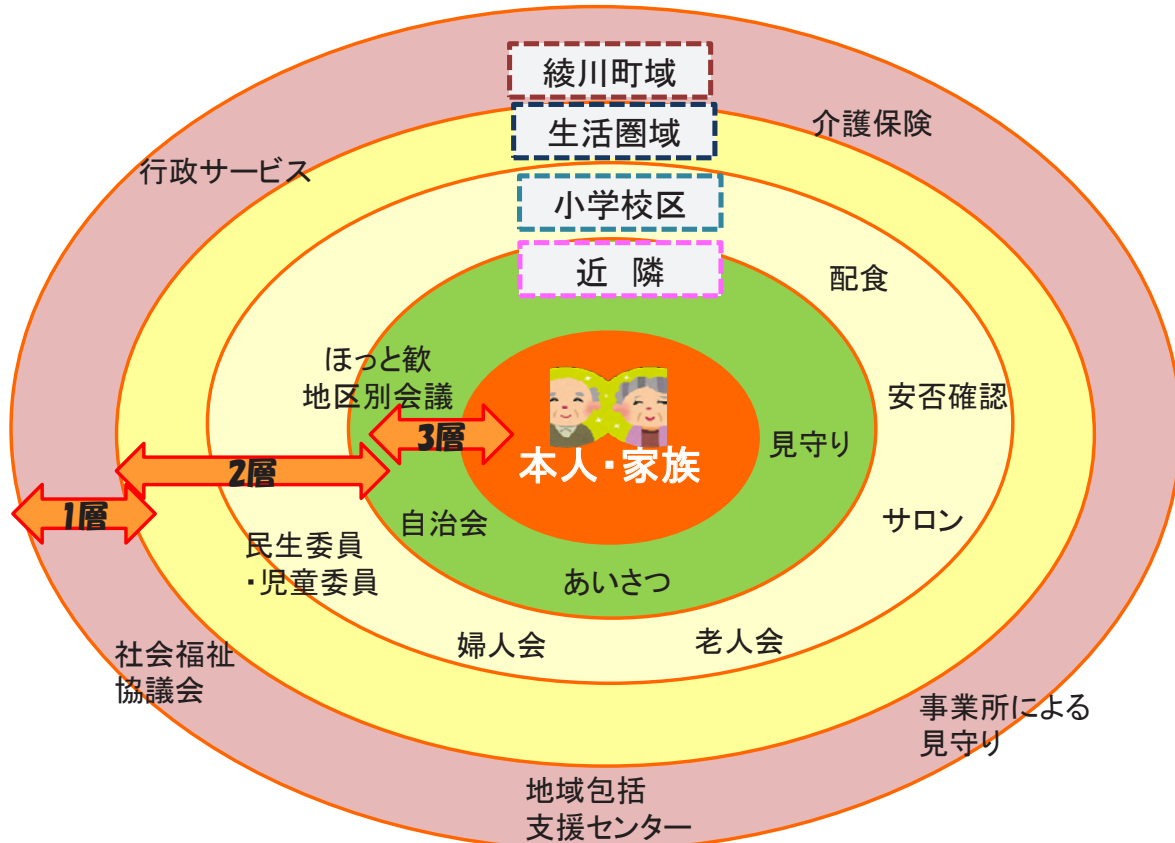 綾川町域
生活圏域
小学校区
近 隣
介護保険
行政サービス
配食
ほっと歓
地区別会議
安否確認
見守り
3層
本人・家族
2層
1層
サロン
自治会
民生委員
・児童委員
あいさつ
婦人会
老人会
社会福祉
協議会
事業所による
見守り
地域包括
支援センター